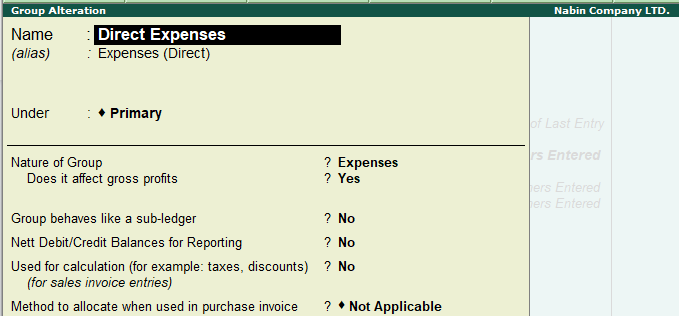 Group Alteration Nabin Company LTD.
Name : Direct Expenses
(alias) : Expenses (Direct)
Under : ♦ Primary
of Last Entry
rs Entered
Nature of Group ? Expenses
Does it affect gross profits ? Yes
ers Entered
ers Entered
Group behaves like a sub-ledger ? No
Nett Debit/Credit Balances for Reporting ? No
Used for calculation (for example: taxes, discounts) ? No
(for sales invoice entries)
Method to allocate when used in purchase invoice ? ♦ Not Applicable